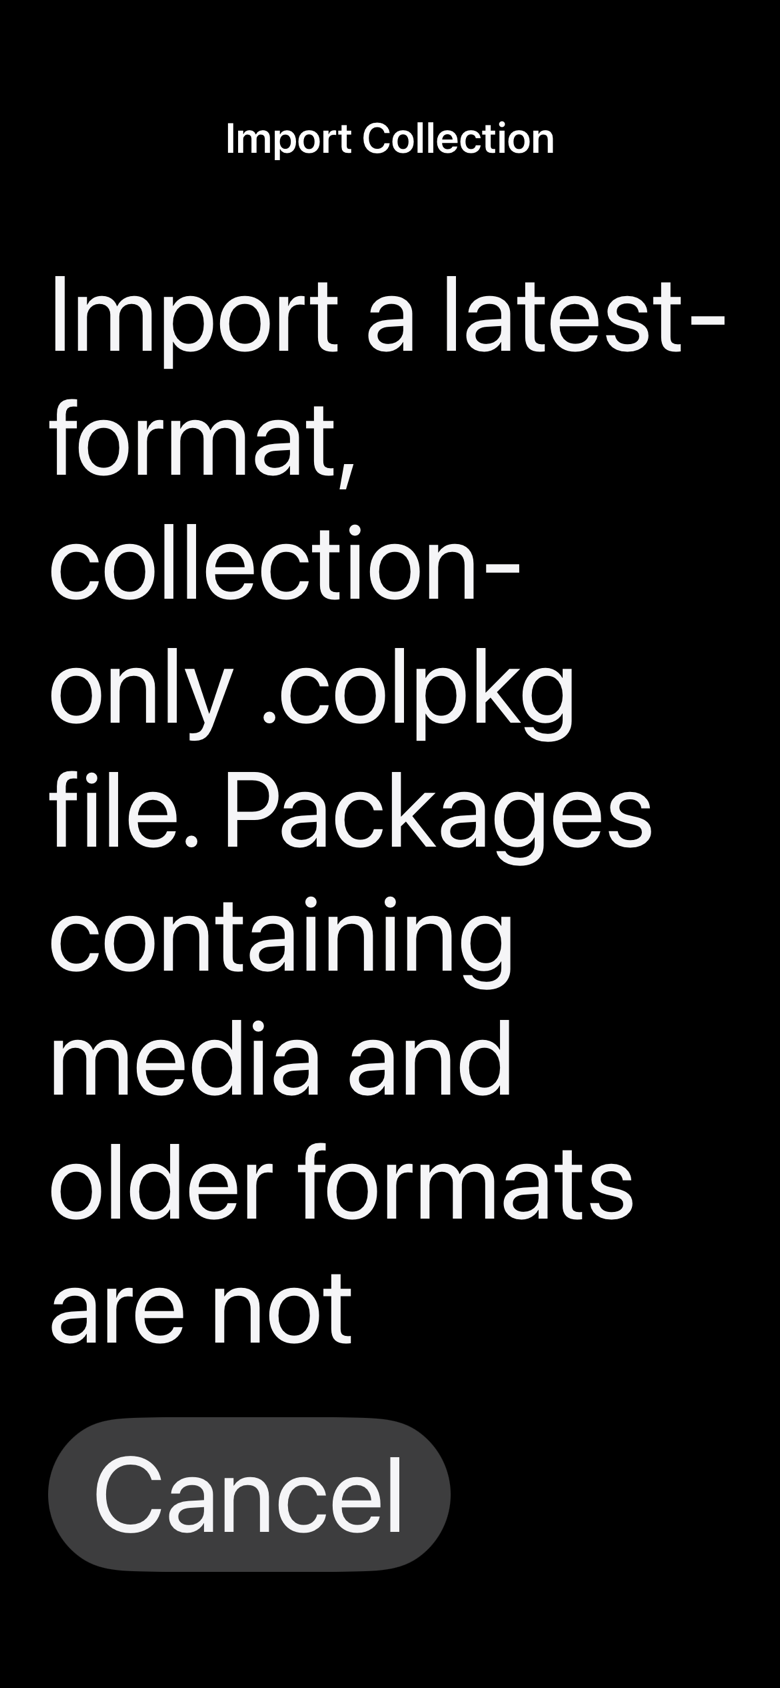 Import Collection
Import a latest-
format,
collection-
only .colpkg
file. Packages
containing
media and
older formats
are not
Cancel